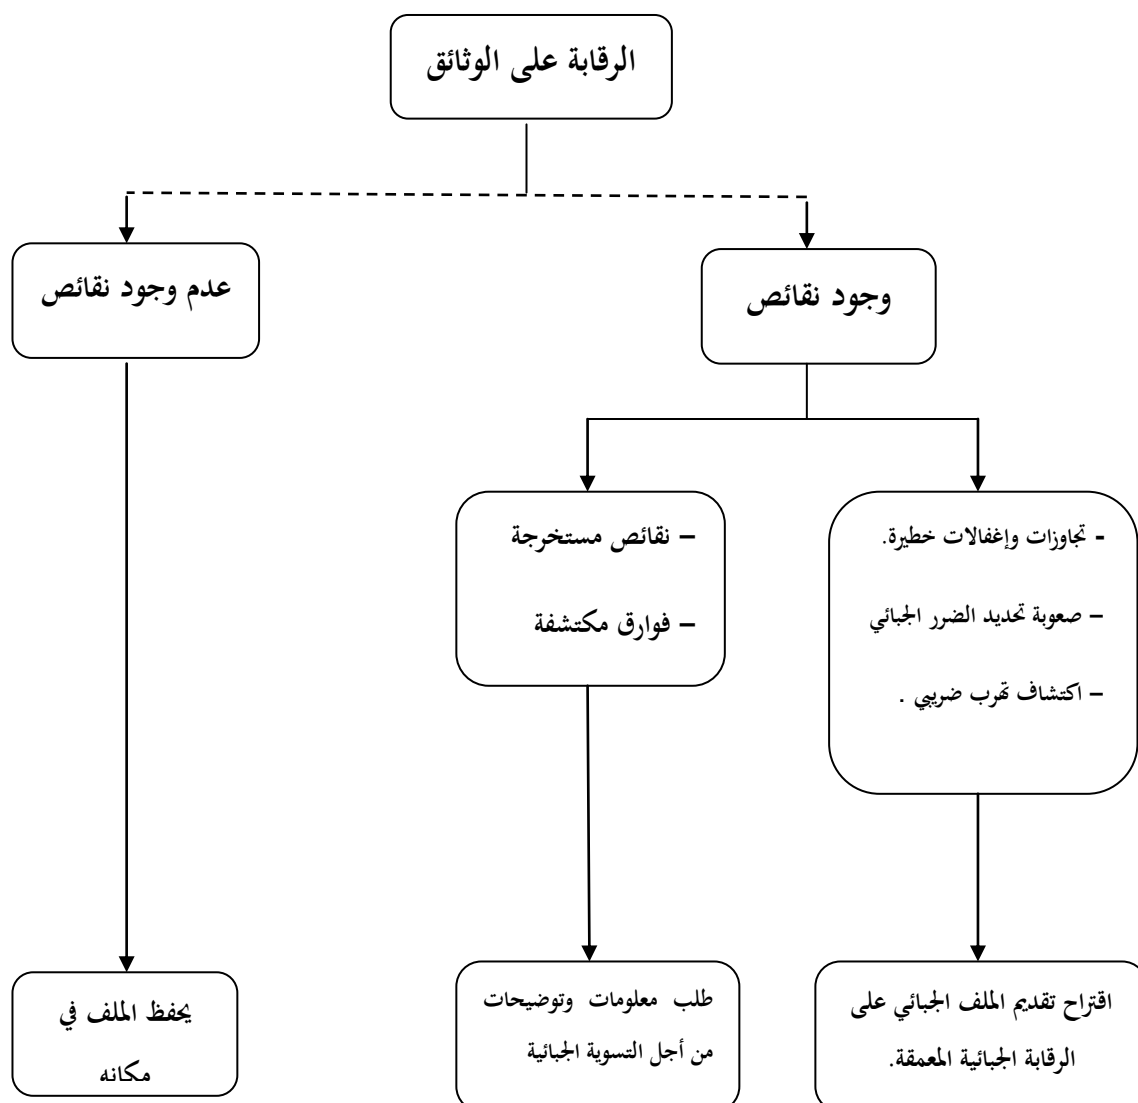 الرقابة على الوثائق
وجود نقائص
عدم وجود نقائص
- تجاوزات وإغفالات خطيرة.
– صعوبة تحديد الضرر الجبائي
– اكتشاف تهرب ضريبي .
– نقائص مستخرجة
– فوارق مكتشفة
اقتراح تقديم الملف الجبائي على
الرقابة الجبائية المعمقة.
طلب معلومات وتوضيحات
من أجل التسوية الجبائية
يحفظ الملف في
مكانه